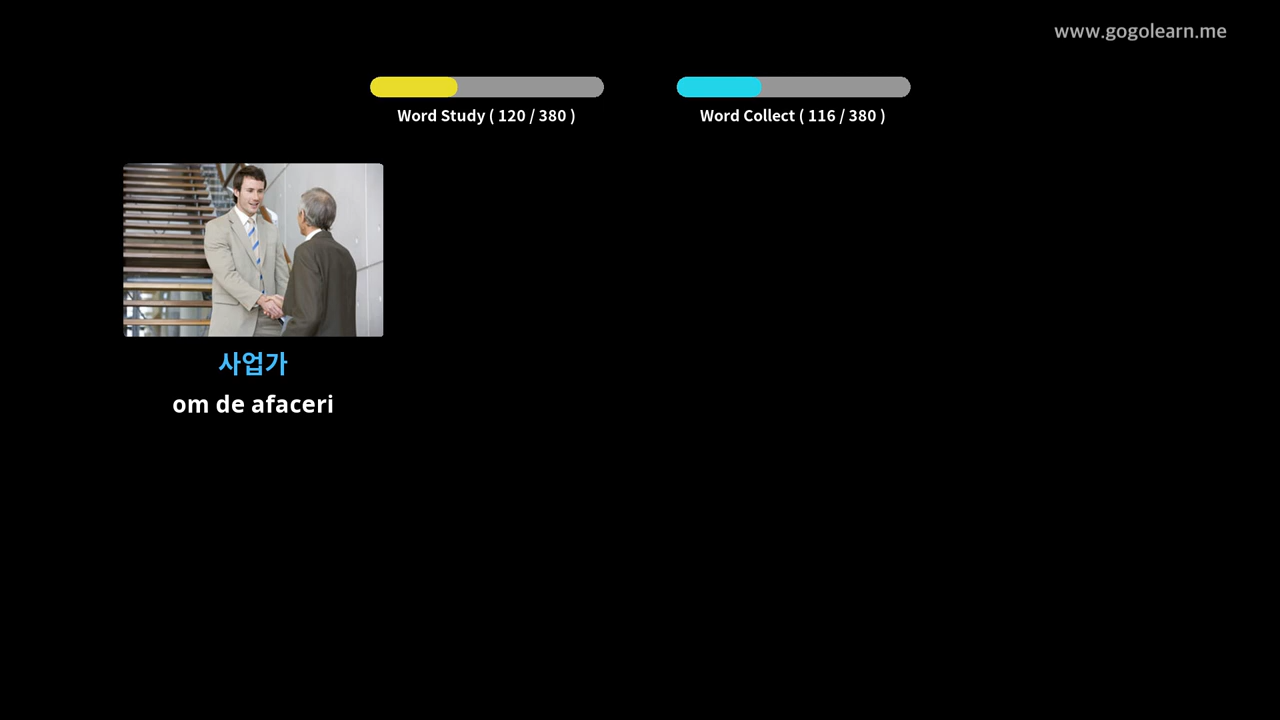 www.gogolearn.me
Word Study ( 120 / 380 )
Word Collect ( 116 / 380 )
사업가
om de afaceri